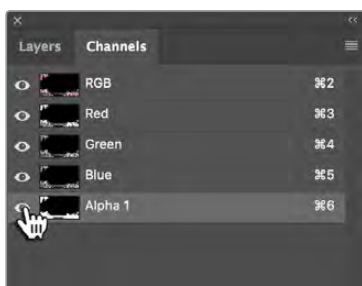 Layers Channels
RGB ⌘2
Red ⌘3
Green ⌘4
Blue ⌘5
Alpha 1 ⌘6